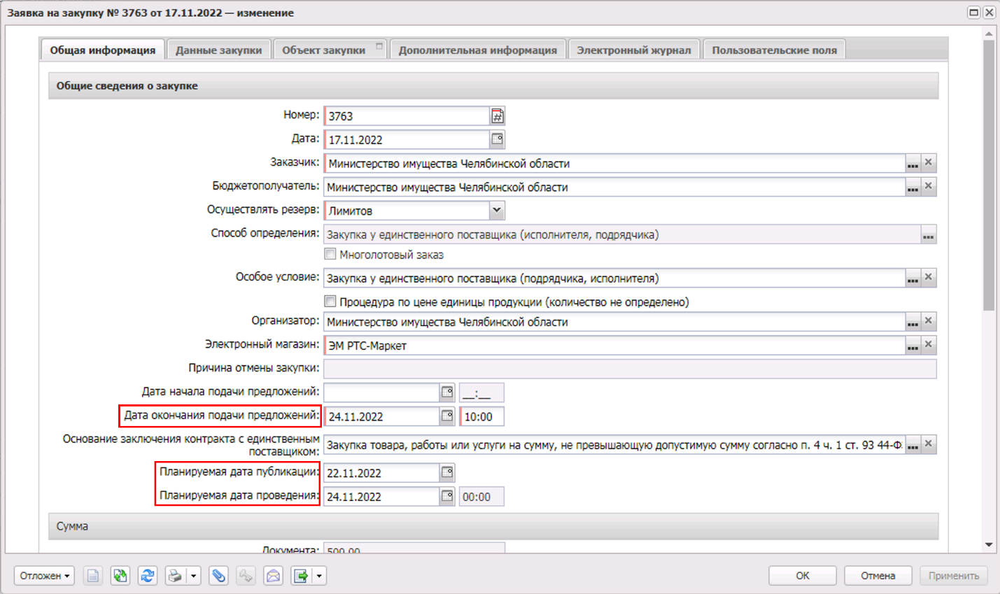 Заявка на закупку № 3763 от 17.11.2022 — изменение
Общая информация Данные закупки Объект закупки Дополнительная информация Электронный журнал Пользовательские поля
Общие сведения о закупке
Номер: 3763
Дата: 17.11.2022
Заказчик: Министерство имущества Челябинской области
Бюджетополучатель: Министерство имущества Челябинской области
Осуществлять резерв: Лимитов
Способ определения: Закупка у единственного поставщика (исполнителя, подрядчика)
Многолотовый заказ
Особое условие: Закупка у единственного поставщика (подрядчика, исполнителя)
Процедура по цене единицы продукции (количество не определено)
Организатор: Министерство имущества Челябинской области
Электронный магазин: ЭМ РТС-Маркет
Причина отмены закупки:
Дата начала подачи предложений: __:__
Дата окончания подачи предложений: 24.11.2022 10:00
Основание заключения контракта с единственным
поставщиком: Закупка товара, работы или услуги на сумму, не превышающую допустимую сумму согласно п. 4 ч. 1 ст. 93 44-Ф
Планируемая дата публикации: 22.11.2022
Планируемая дата проведения: 24.11.2022 00:00
Сумма
Документа: 500.00
Отложен ОК Отмена Применить